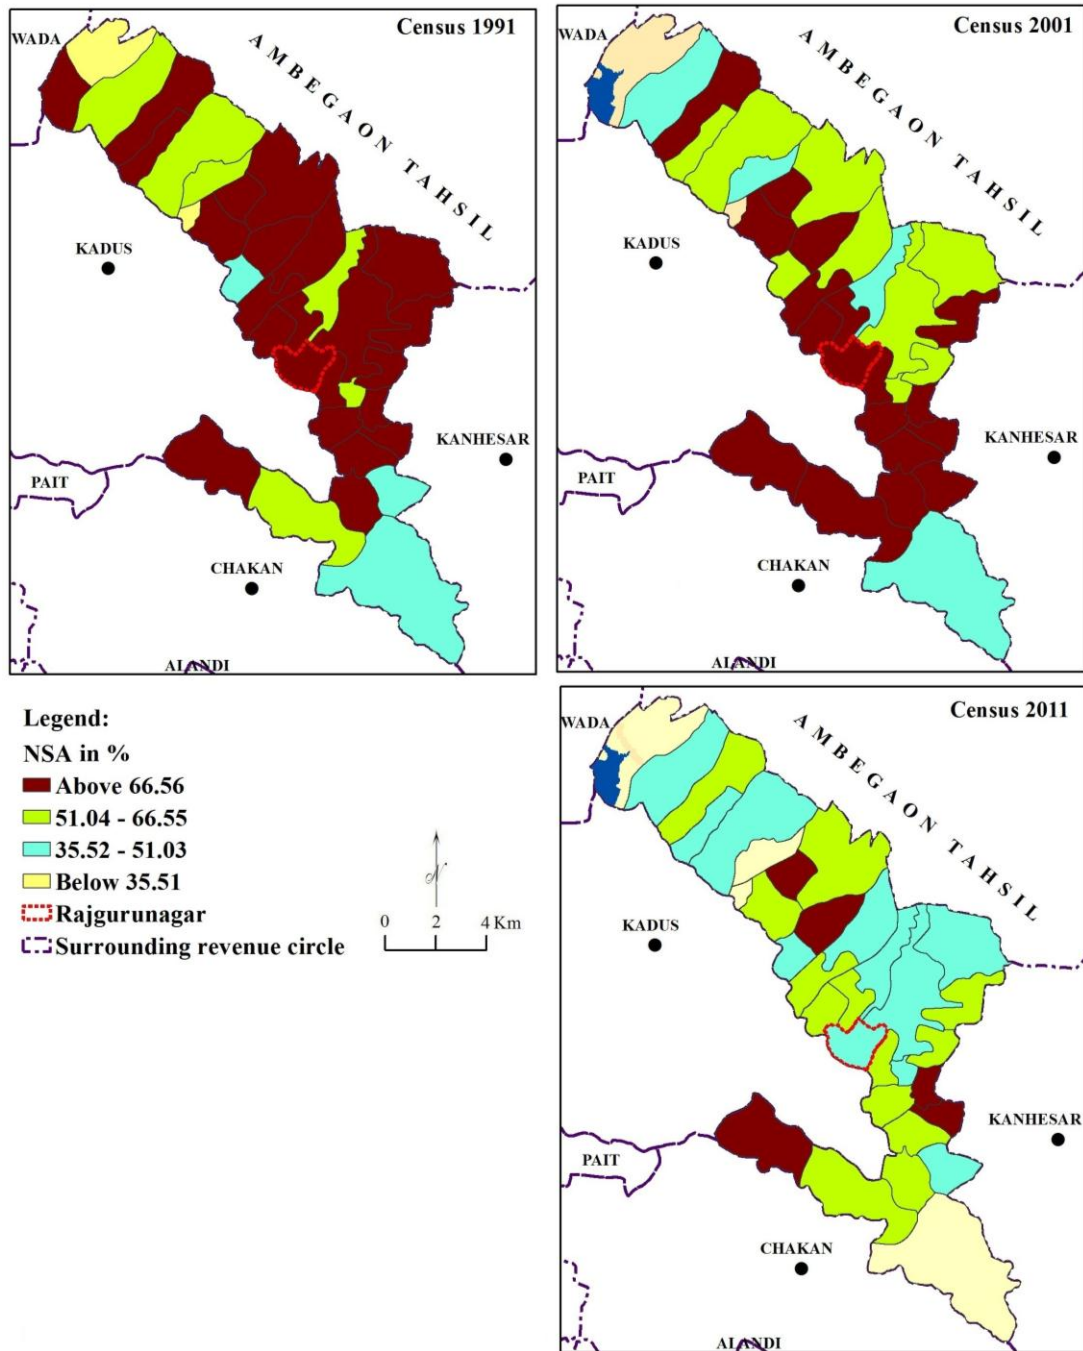 Census 1991
WADA
AMBEGAON TAHSIL
KADUS
KANHESAR
PAIT
CHAKAN
ALANDI
Census 2001
WADA
AMBEGAON TAHSIL
KADUS
KANHESAR
PAIT
CHAKAN
ALANDI
Legend:
NSA in %
Above 66.56
51.04 - 66.55
35.52 - 51.03
Below 35.51
Rajgurunagar
Surrounding revenue circle
N
0 2 4 Km
Census 2011
WADA
AMBEGAON TAHSIL
KADUS
KANHESAR
PAIT
CHAKAN
ALANDI